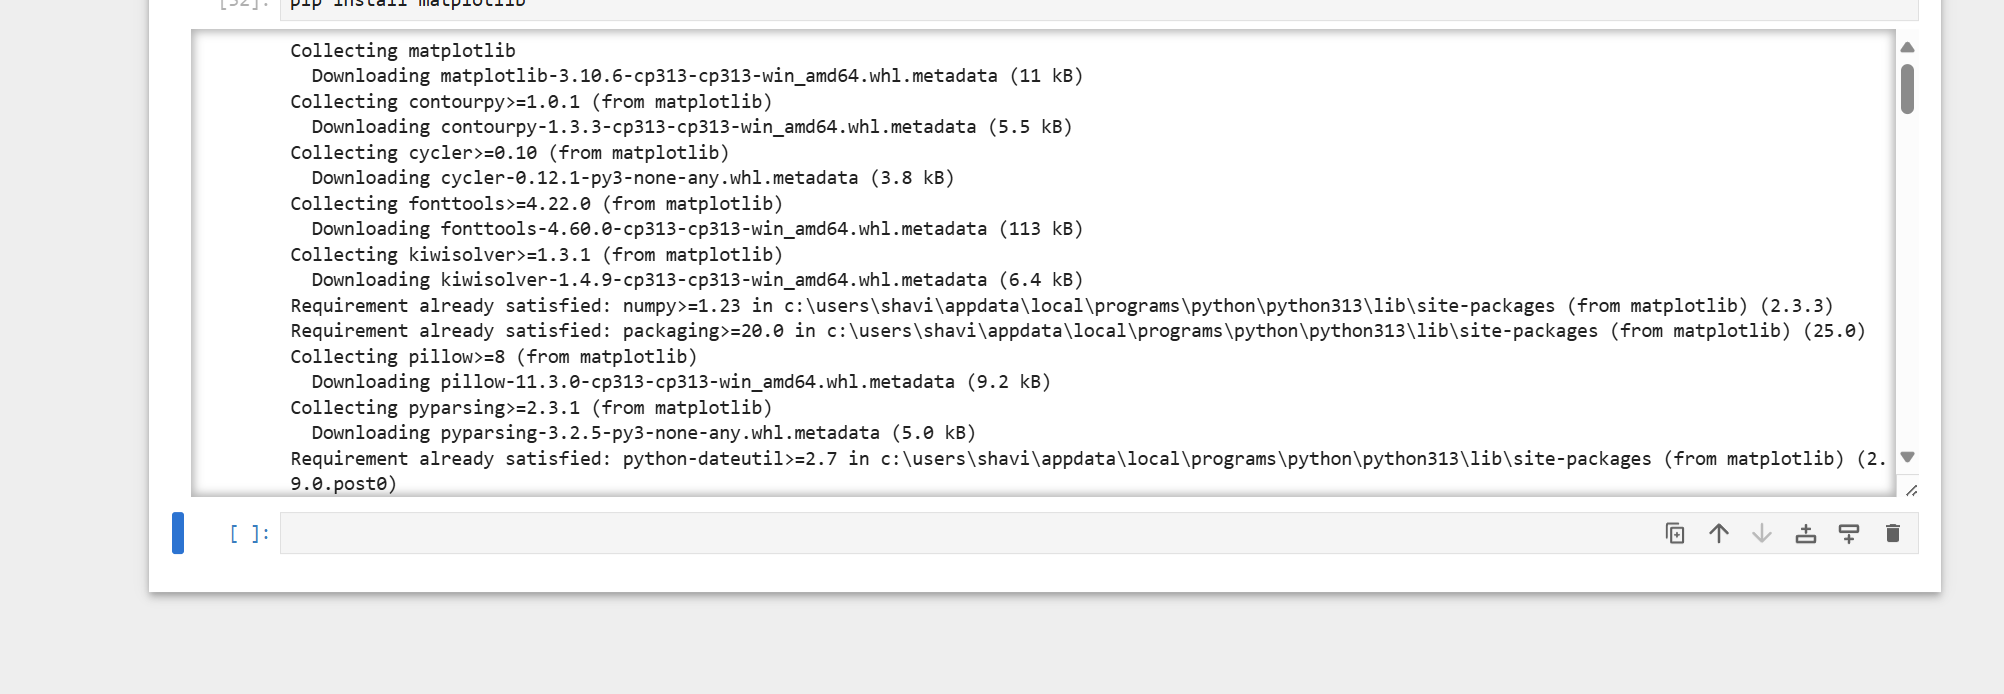 [32]: pip install matplotlib
Collecting matplotlib
  Downloading matplotlib-3.10.6-cp313-cp313-win_amd64.whl.metadata (11 kB)
Collecting contourpy>=1.0.1 (from matplotlib)
  Downloading contourpy-1.3.3-cp313-cp313-win_amd64.whl.metadata (5.5 kB)
Collecting cycler>=0.10 (from matplotlib)
  Downloading cycler-0.12.1-py3-none-any.whl.metadata (3.8 kB)
Collecting fonttools>=4.22.0 (from matplotlib)
  Downloading fonttools-4.60.0-cp313-cp313-win_amd64.whl.metadata (113 kB)
Collecting kiwisolver>=1.3.1 (from matplotlib)
  Downloading kiwisolver-1.4.9-cp313-cp313-win_amd64.whl.metadata (6.4 kB)
Requirement already satisfied: numpy>=1.23 in c:\users\shavi\appdata\local\programs\python\python313\lib\site-packages (from matplotlib) (2.3.3)
Requirement already satisfied: packaging>=20.0 in c:\users\shavi\appdata\local\programs\python\python313\lib\site-packages (from matplotlib) (25.0)
Collecting pillow>=8 (from matplotlib)
  Downloading pillow-11.3.0-cp313-cp313-win_amd64.whl.metadata (9.2 kB)
Collecting pyparsing>=2.3.1 (from matplotlib)
  Downloading pyparsing-3.2.5-py3-none-any.whl.metadata (5.0 kB)
Requirement already satisfied: python-dateutil>=2.7 in c:\users\shavi\appdata\local\programs\python\python313\lib\site-packages (from matplotlib) (2.
9.0.post0)
[ ]: